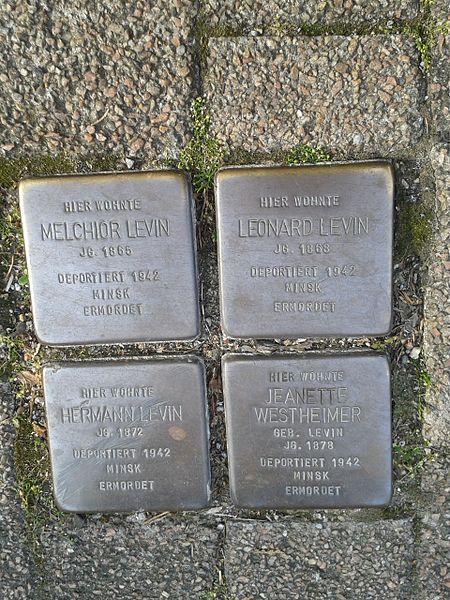 HIER WOHNTE
MELCHIOR LEVIN
JG. 1865
DEPORTIERT 1942
MINSK
ERMORDET
HIER WOHNTE
LEONARD LEVIN
JG. 1868
DEPORTIERT 1942
MINSK
ERMORDET
HIER WOHNTE
HERMANN LEVIN
JG. 1872
DEPORTIERT 1942
MINSK
ERMORDET
HIER WOHNTE
JEANETTE
WESTHEIMER
GEB. LEVIN
JG. 1878
DEPORTIERT 1942
MINSK
ERMORDET